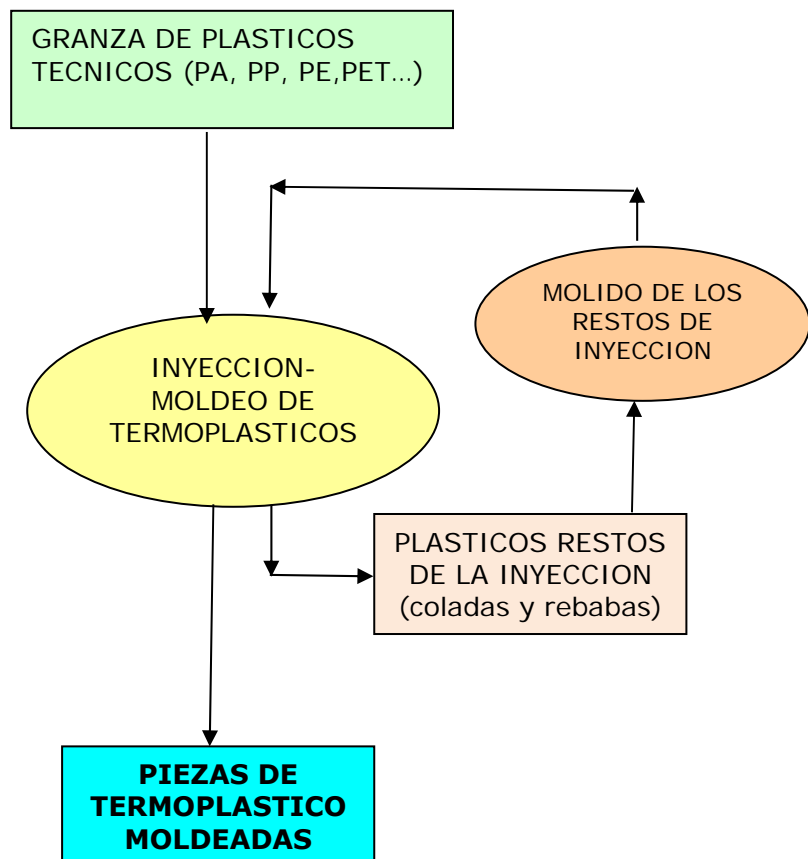 GRANZA DE PLASTICOS
TECNICOS (PA, PP, PE,PET...)
MOLIDO DE LOS
RESTOS DE
INYECCION
INYECCION-
MOLDEO DE
TERMOPLASTICOS
PLASTICOS RESTOS
DE LA INYECCION
(coladas y rebabas)
PIEZAS DE
TERMOPLASTICO
MOLDEADAS